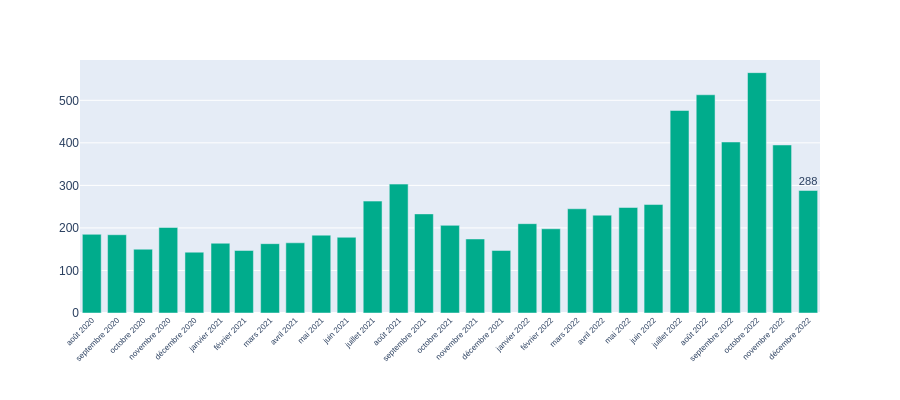 500
400
300
200
100
0
288
août 2020
septembre 2020
octobre 2020
novembre 2020
décembre 2020
janvier 2021
février 2021
mars 2021
avril 2021
mai 2021
juin 2021
juillet 2021
août 2021
septembre 2021
octobre 2021
novembre 2021
décembre 2021
janvier 2022
février 2022
mars 2022
avril 2022
mai 2022
juin 2022
juillet 2022
août 2022
septembre 2022
octobre 2022
novembre 2022
décembre 2022